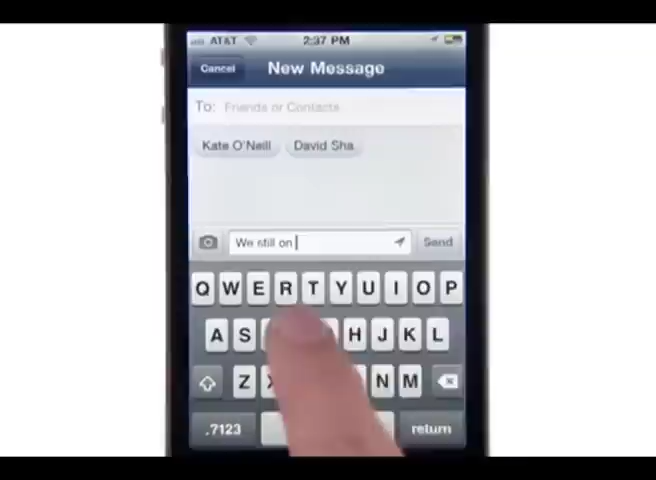 AT&T 2:37 PM
Cancel New Message
To: Friends or Contacts
Kate O'Neill David Sha
We still on Send
Q W E R T Y U I O P
A S H J K L
Z N M
.?123 return